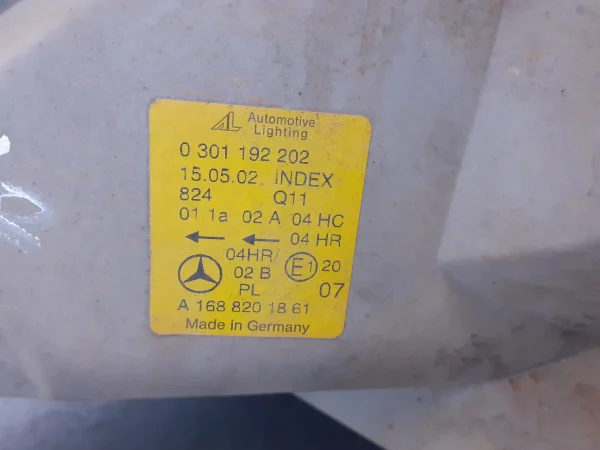 AL Automotive
Lighting
0 301 192 202
15.05.02. INDEX
824 Q11
01 1a 02 A 04 HC
← ← 04 HR
04HR/
02 B E1 20
PL 07
A 168 820 18 61
Made in Germany